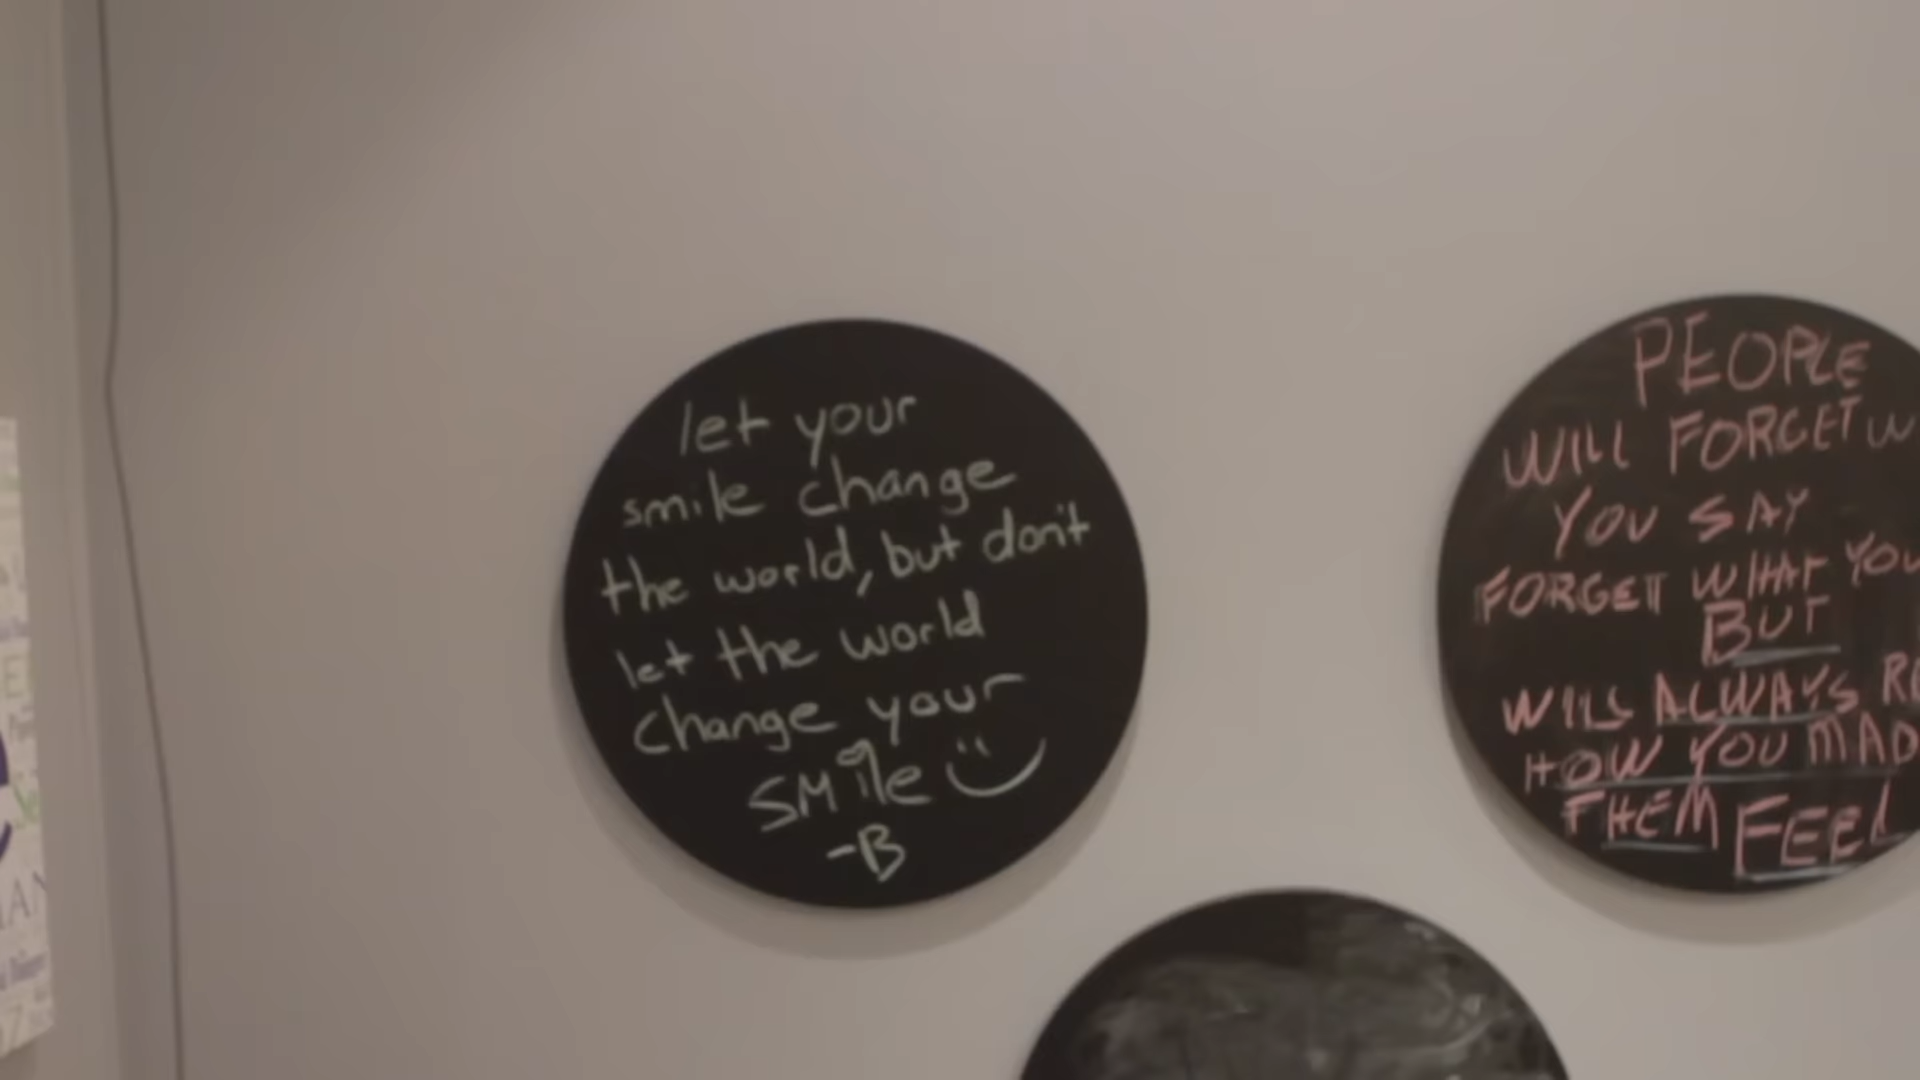 let your
smile change
the world, but don't
let the world
change your
smile
-B
PEOPLE
WILL FORGET
YOU SAY
FORGET WHAT YOU
BUT
WILL ALWAYS
HOW YOU
THEM FEEL